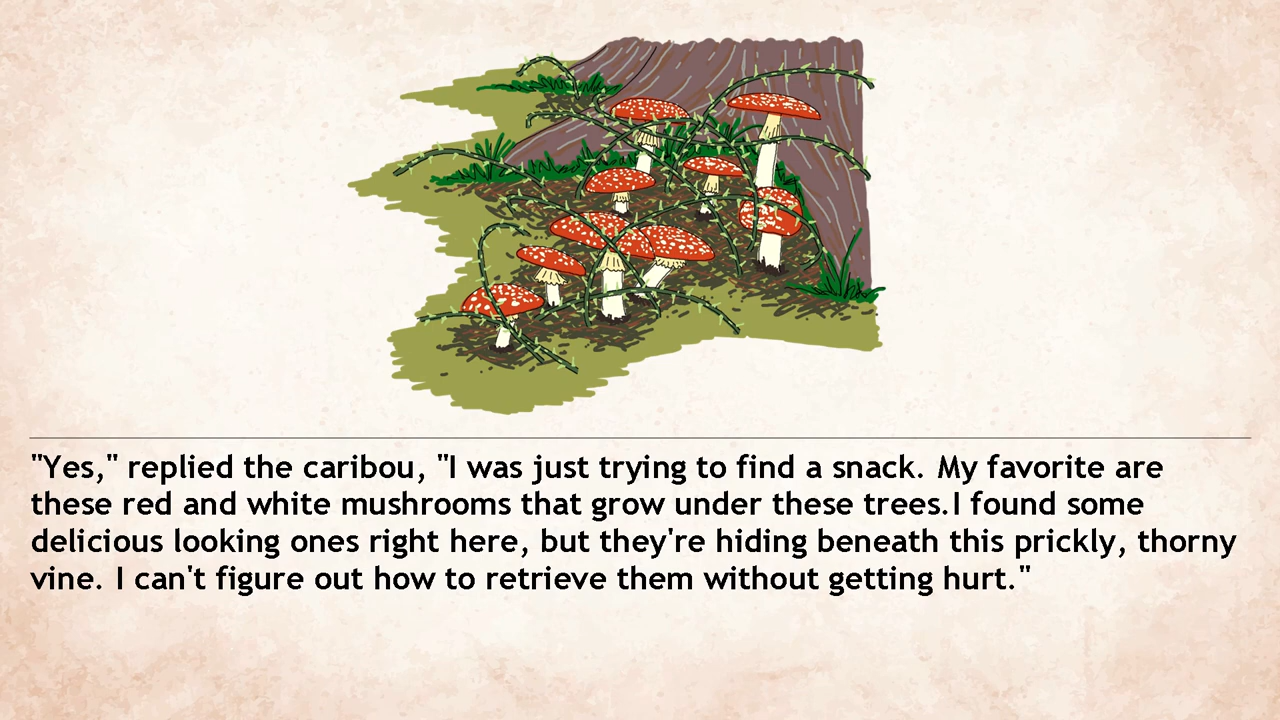 "Yes," replied the caribou, "I was just trying to find a snack. My favorite are
these red and white mushrooms that grow under these trees.I found some
delicious looking ones right here, but they're hiding beneath this prickly, thorny
vine. I can't figure out how to retrieve them without getting hurt."